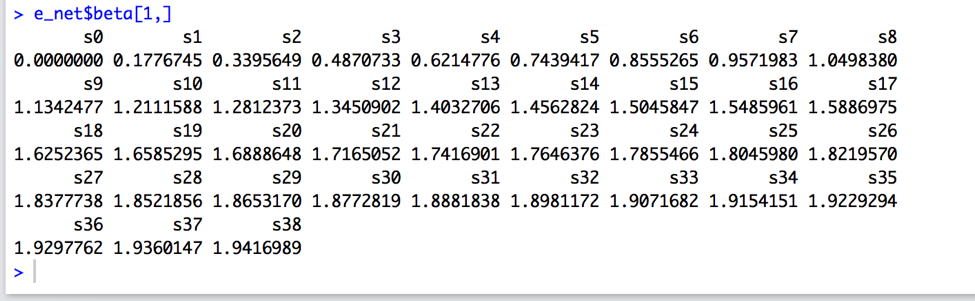 > e_net$beta[1,]
s0 s1 s2 s3 s4 s5 s6 s7 s8
0.0000000 0.1776745 0.3395649 0.4870733 0.6214776 0.7439417 0.8555265 0.9571983 1.0498380
s9 s10 s11 s12 s13 s14 s15 s16 s17
1.1342477 1.2111588 1.2812373 1.3450902 1.4032706 1.4562824 1.5045847 1.5485961 1.5886975
s18 s19 s20 s21 s22 s23 s24 s25 s26
1.6252365 1.6585295 1.6888648 1.7165052 1.7416901 1.7646376 1.7855466 1.8045980 1.8219570
s27 s28 s29 s30 s31 s32 s33 s34 s35
1.8377738 1.8521856 1.8653170 1.8772819 1.8881838 1.8981172 1.9071682 1.9154151 1.9229294
s36 s37 s38
1.9297762 1.9360147 1.9416989
>